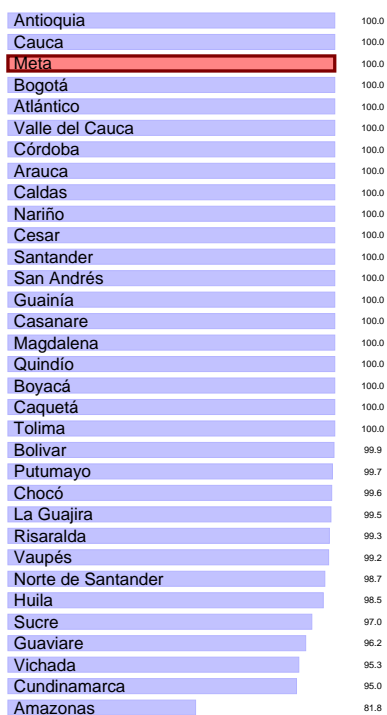 Antioquia 100.0
Cauca 100.0
Meta 100.0
Bogotá 100.0
Atlántico 100.0
Valle del Cauca 100.0
Córdoba 100.0
Arauca 100.0
Caldas 100.0
Nariño 100.0
Cesar 100.0
Santander 100.0
San Andrés 100.0
Guainía 100.0
Casanare 100.0
Magdalena 100.0
Quindío 100.0
Boyacá 100.0
Caquetá 100.0
Tolima 100.0
Bolivar 99.9
Putumayo 99.7
Chocó 99.6
La Guajira 99.5
Risaralda 99.3
Vaupés 99.2
Norte de Santander 98.7
Huila 98.5
Sucre 97.0
Guaviare 96.2
Vichada 95.3
Cundinamarca 95.0
Amazonas 81.8